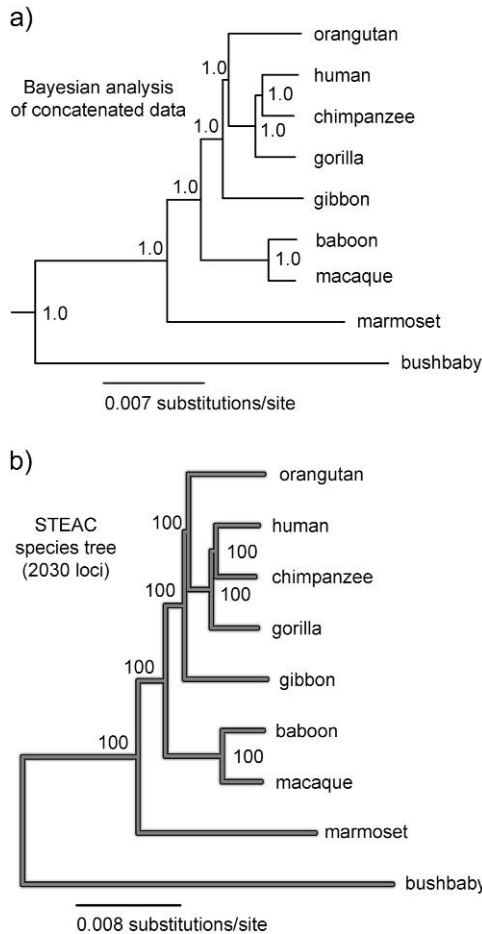 a)
Bayesian analysis
of concatenated data
orangutan
1.0
human
1.0
chimpanzee
1.0
1.0
gorilla
1.0
gibbon
baboon
1.0
macaque
1.0
marmoset
1.0
bushbaby
0.007 substitutions/site
b)
STEAC
species tree
(2030 loci)
orangutan
100
human
100
chimpanzee
100
100
gorilla
100
gibbon
baboon
100
macaque
100
marmoset
bushbaby
0.008 substitutions/site